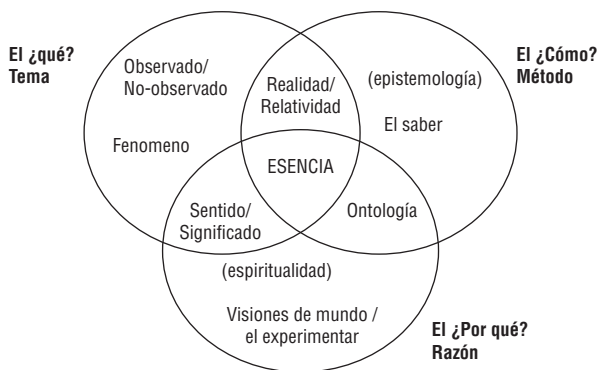 El ¿qué?
Tema
Observado/
No-observado
Fenomeno
Realidad/
Relatividad
(epistemología)
El saber
El ¿Cómo?
Método
ESENCIA
Sentido/
Significado
Ontología
(espiritualidad)
Visiones de mundo /
el experimentar
El ¿Por qué?
Razón